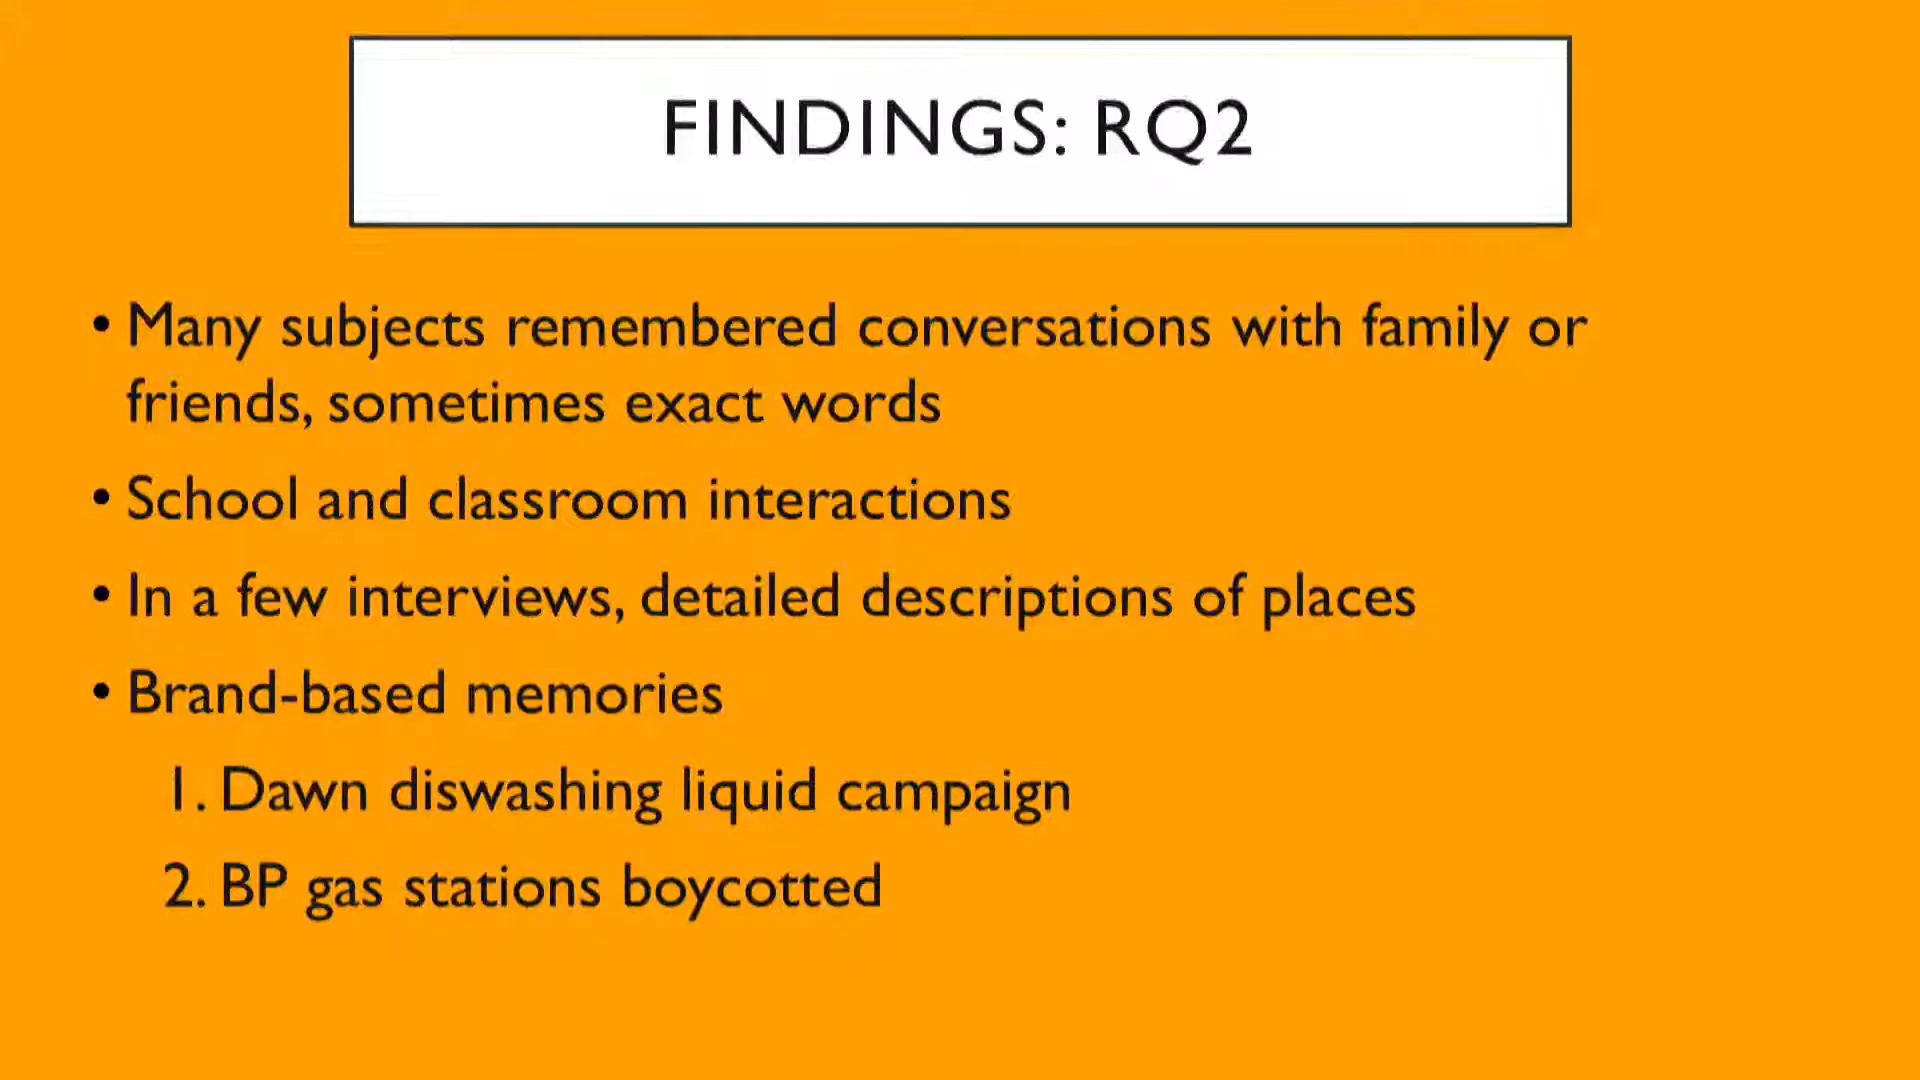 FINDINGS: RQ2
• Many subjects remembered conversations with family or
friends, sometimes exact words
• School and classroom interactions
• In a few interviews, detailed descriptions of places
• Brand-based memories
1. Dawn diswashing liquid campaign
2. BP gas stations boycotted